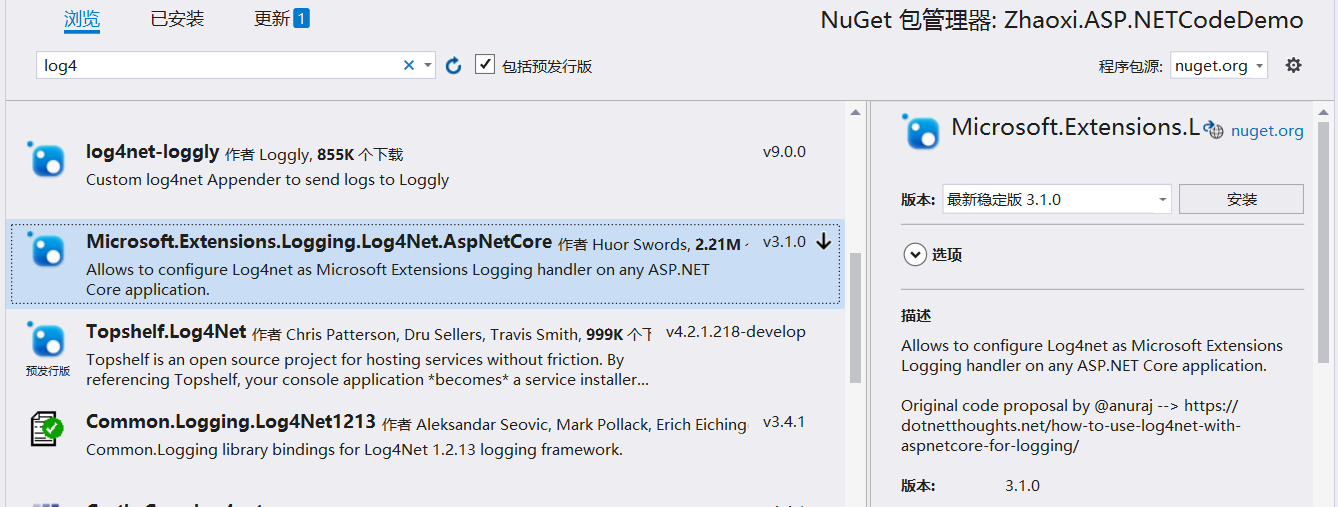 浏览 已安装 更新 1 NuGet 包管理器: Zhaoxi.ASP.NETCodeDemo
log4 包括预发行版 程序包源: nuget.org
log4net-loggly 作者 Loggly, 855K 个下载 v9.0.0
Custom log4net Appender to send logs to Loggly
Microsoft.Extensions.Logging.Log4Net.AspNetCore 作者 Huor Swords, 2.21M v3.1.0
Allows to configure Log4net as Microsoft Extensions Logging handler on any ASP.NET
Core application.
Topshelf.Log4Net 作者 Chris Patterson, Dru Sellers, Travis Smith, 999K 个下 v4.2.1.218-develop
预发行版
Topshelf is an open source project for hosting services without friction. By
referencing Topshelf, your console application *becomes* a service installer...
Common.Logging.Log4Net1213 作者 Aleksandar Seovic, Mark Pollack, Erich Eiching v3.4.1
Common.Logging library bindings for Log4Net 1.2.13 logging framework.
Microsoft.Extensions.L nuget.org
版本: 最新稳定版 3.1.0 安装
选项
描述
Allows to configure Log4net as Microsoft Extensions
Logging handler on any ASP.NET Core application.
Original code proposal by @anuraj --> https://
dotnetthoughts.net/how-to-use-log4net-with-
aspnetcore-for-logging/
版本: 3.1.0